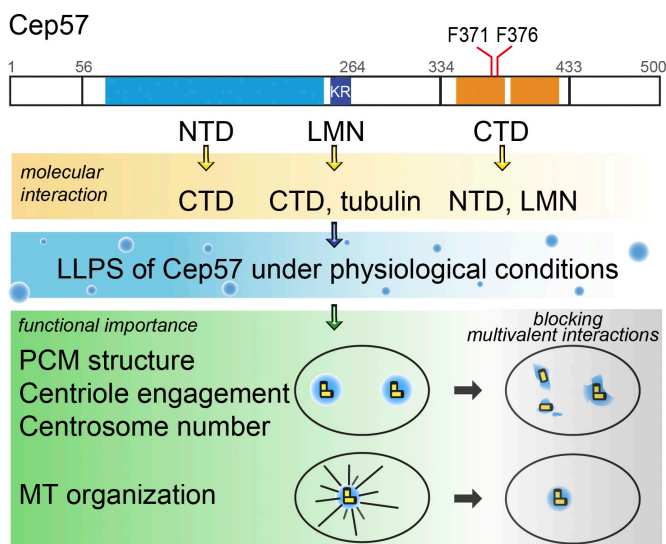 Cep57
F371 F376
1 56 264 334 433 500
KR
NTD LMN CTD
molecular
interaction
CTD CTD, tubulin NTD, LMN
LLPS of Cep57 under physiological conditions
functional importance
blocking
multivalent interactions
PCM structure
Centriole engagement
Centrosome number
MT organization